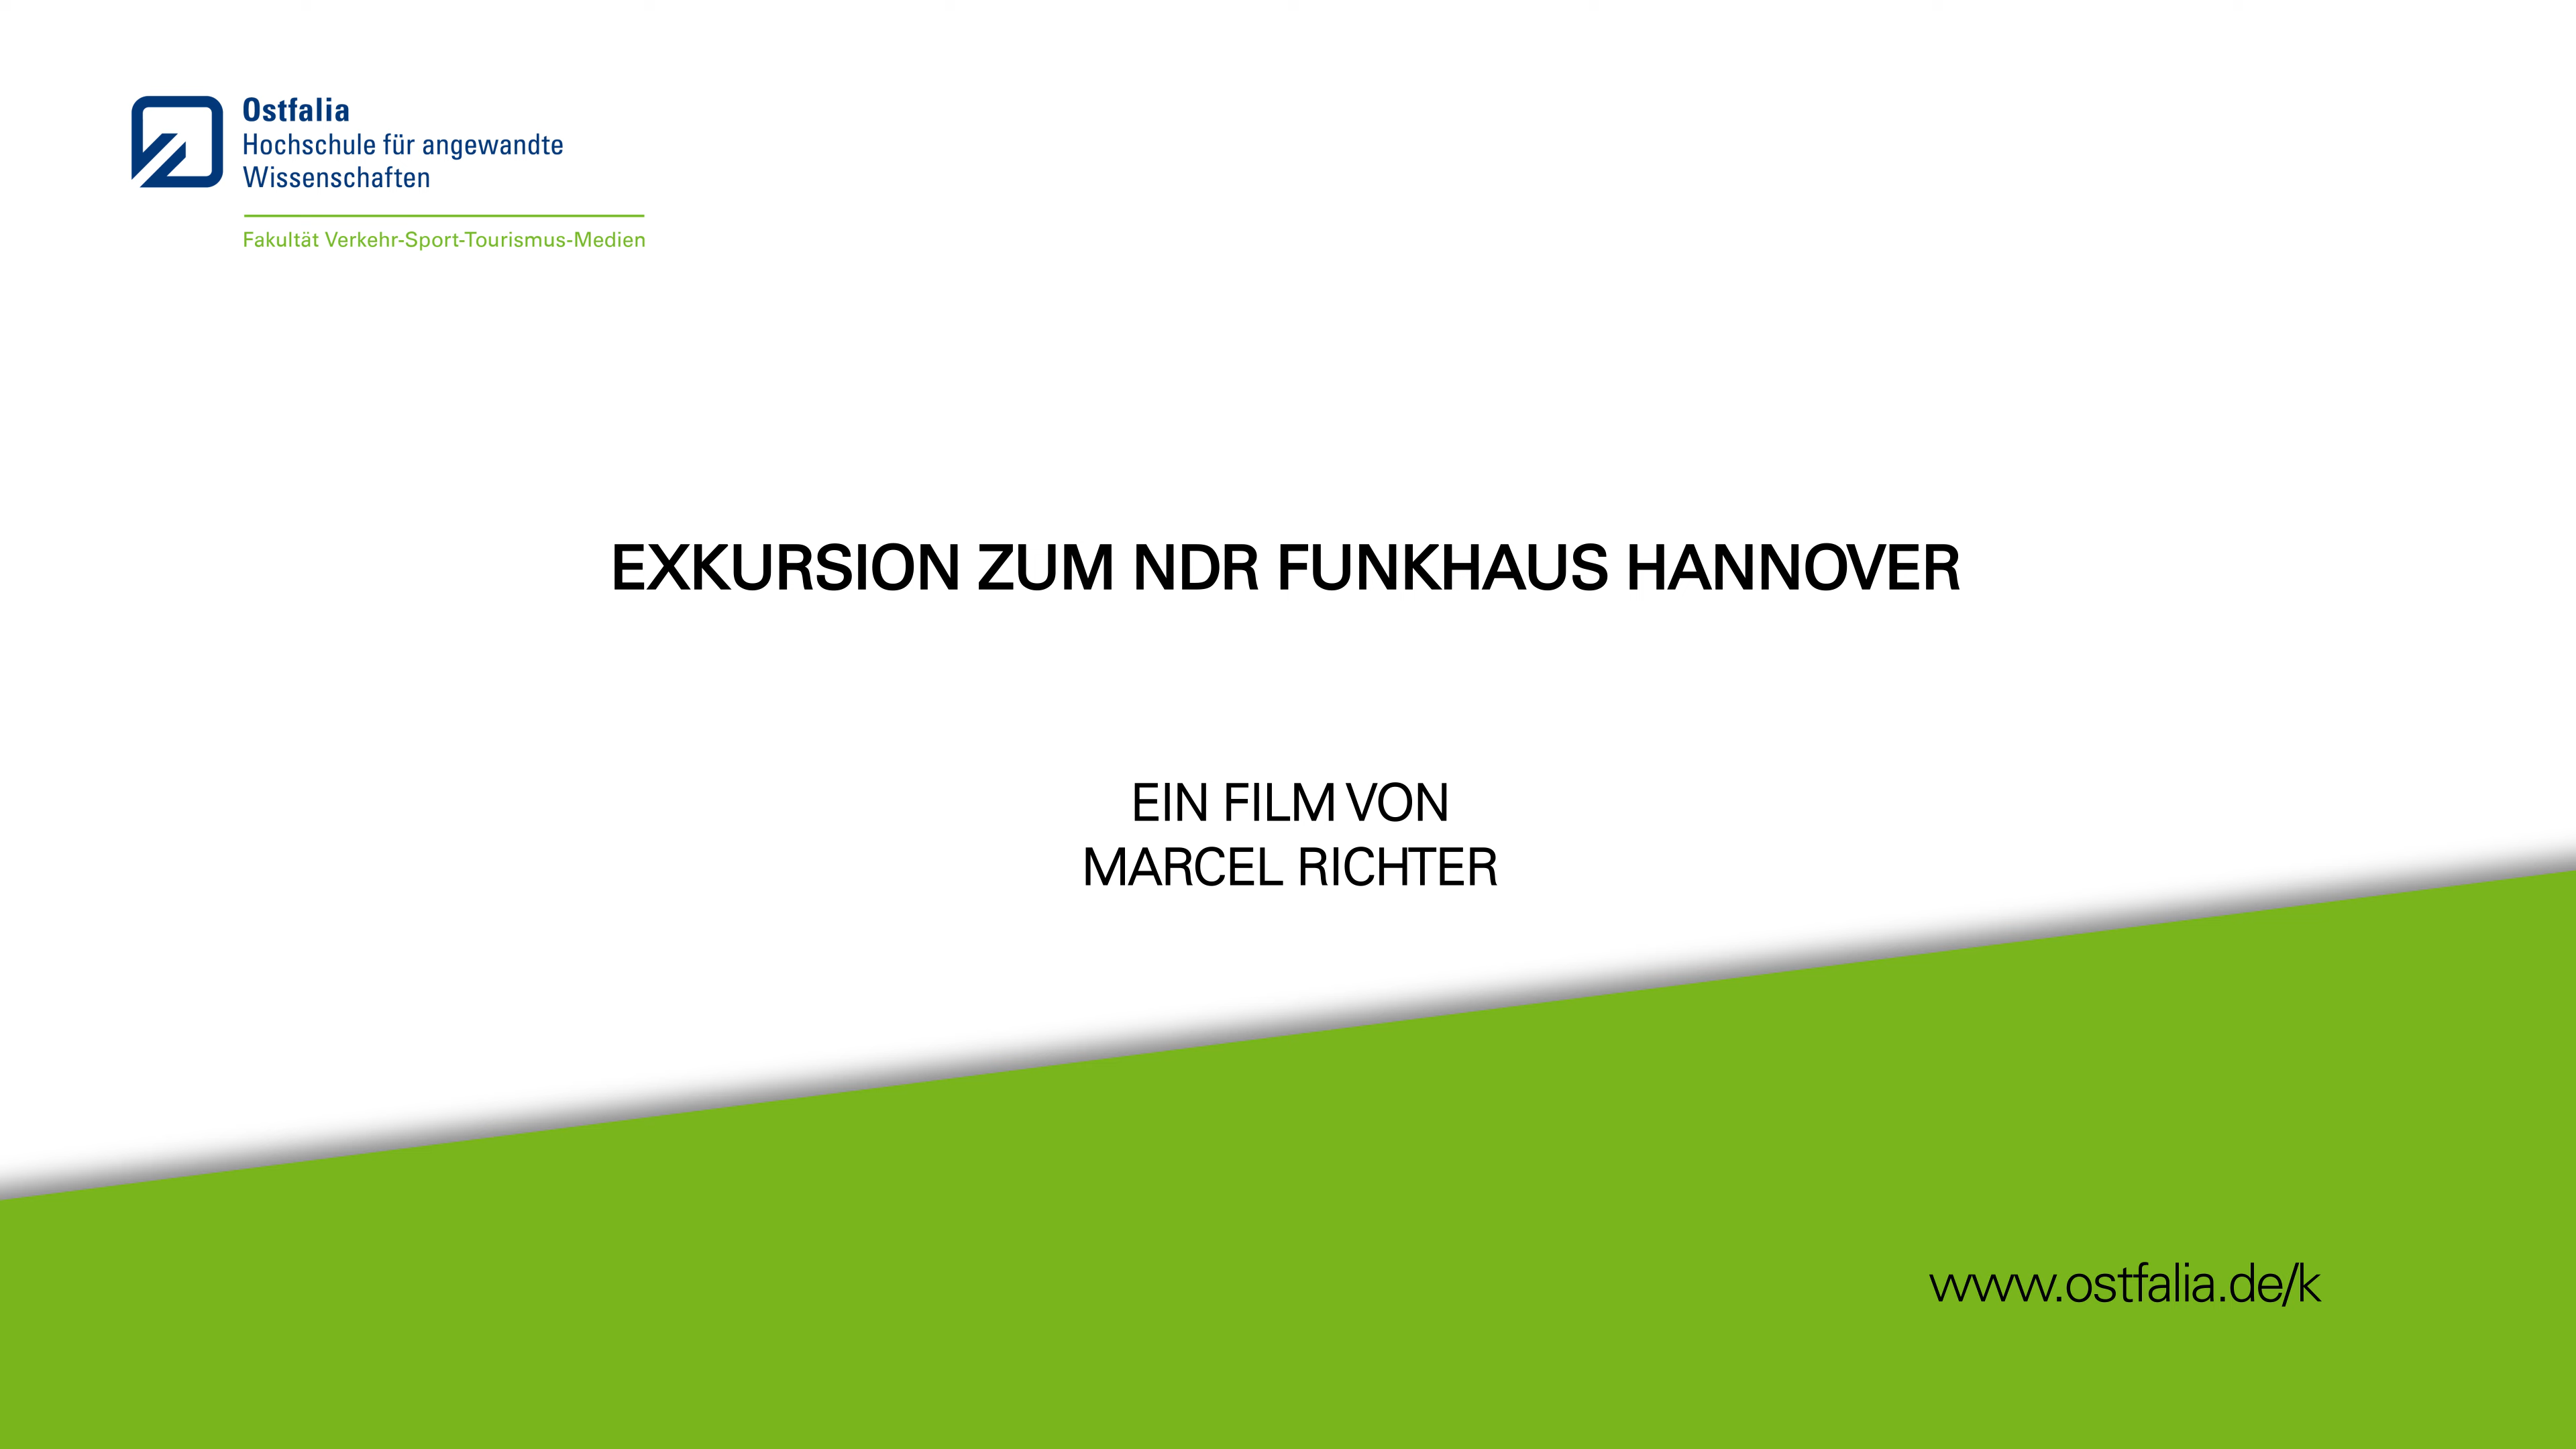 Ostfalia
Hochschule für angewandte
Wissenschaften
Fakultät Verkehr-Sport-Tourismus-Medien
EXKURSION ZUM NDR FUNKHAUS HANNOVER
EIN FILM VON
MARCEL RICHTER
www.ostfalia.de/k